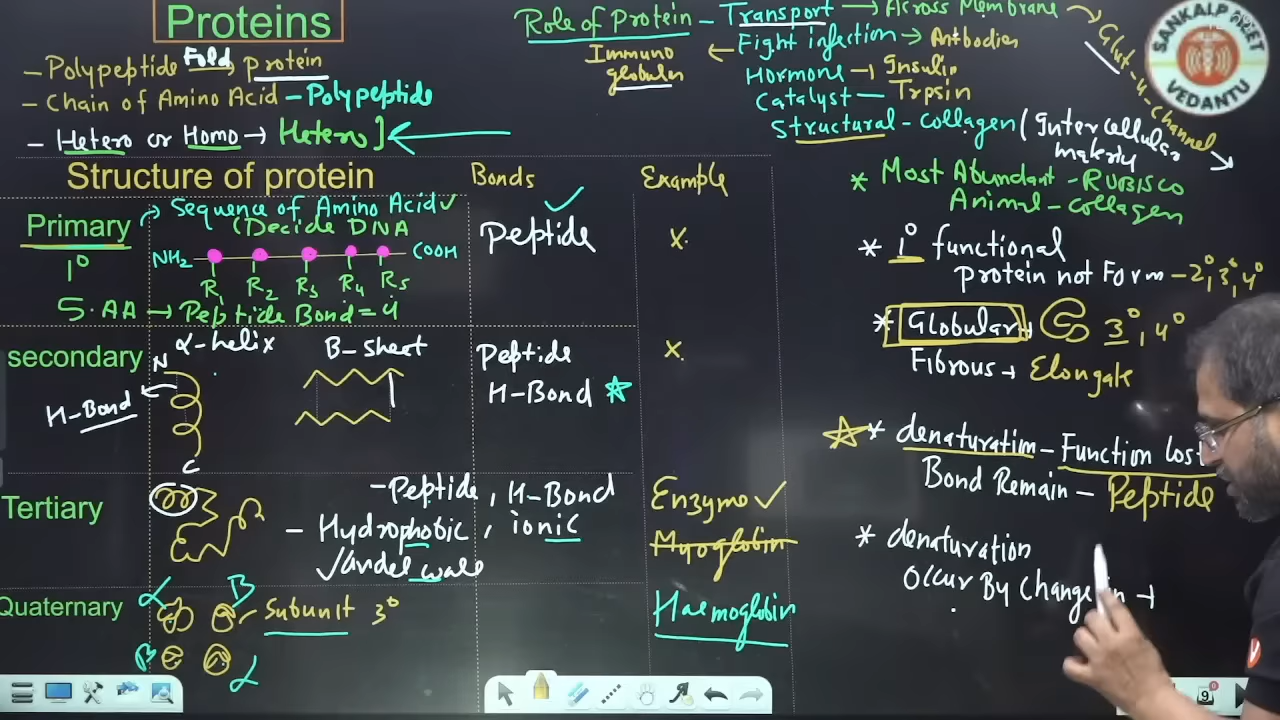 Proteins
- Polypeptide Fold → protein
- Chain of Amino Acid - Polypeptide
- Hetero or Homo → Hetero]
Role of Protein - Transport → Across Membrane
Glut-4-channel
Fight infection → Antibodies
Immuno
globulin
Hormone → Insulin
Catalyst - Trpsin
Structural - Collagen (Intercellular
SANKALP NEET
VEDANTU
* Most Abundant - RUBISCO
Animal - Collagen
* 1° functional
Protein not Form - 2°, 3°, 4°
* Globular → 3°, 4°
Fibrous → Elongate
* denaturation - Function Lost
Bond Remain - Peptide
* denaturation
Occur By Change in →
Structure of protein
Bonds
Example
Primary
1°
→ Sequence of Amino Acid ✓
(Decide DNA
NH₂
COOH
R₁ R₂ R₃ R₄ R₅
5.AA → Peptide Bond = 4
Peptide
X
secondary
α-helix
B-Sheet
N
H-Bond
C
Peptide
H-Bond
X
Tertiary
- Peptide, H-Bond
- Hydrophobic, ionic
Enzyme ✓
Myoglobin
Quaternary
α B
B α
Subunit 3°
Haemoglobin
9